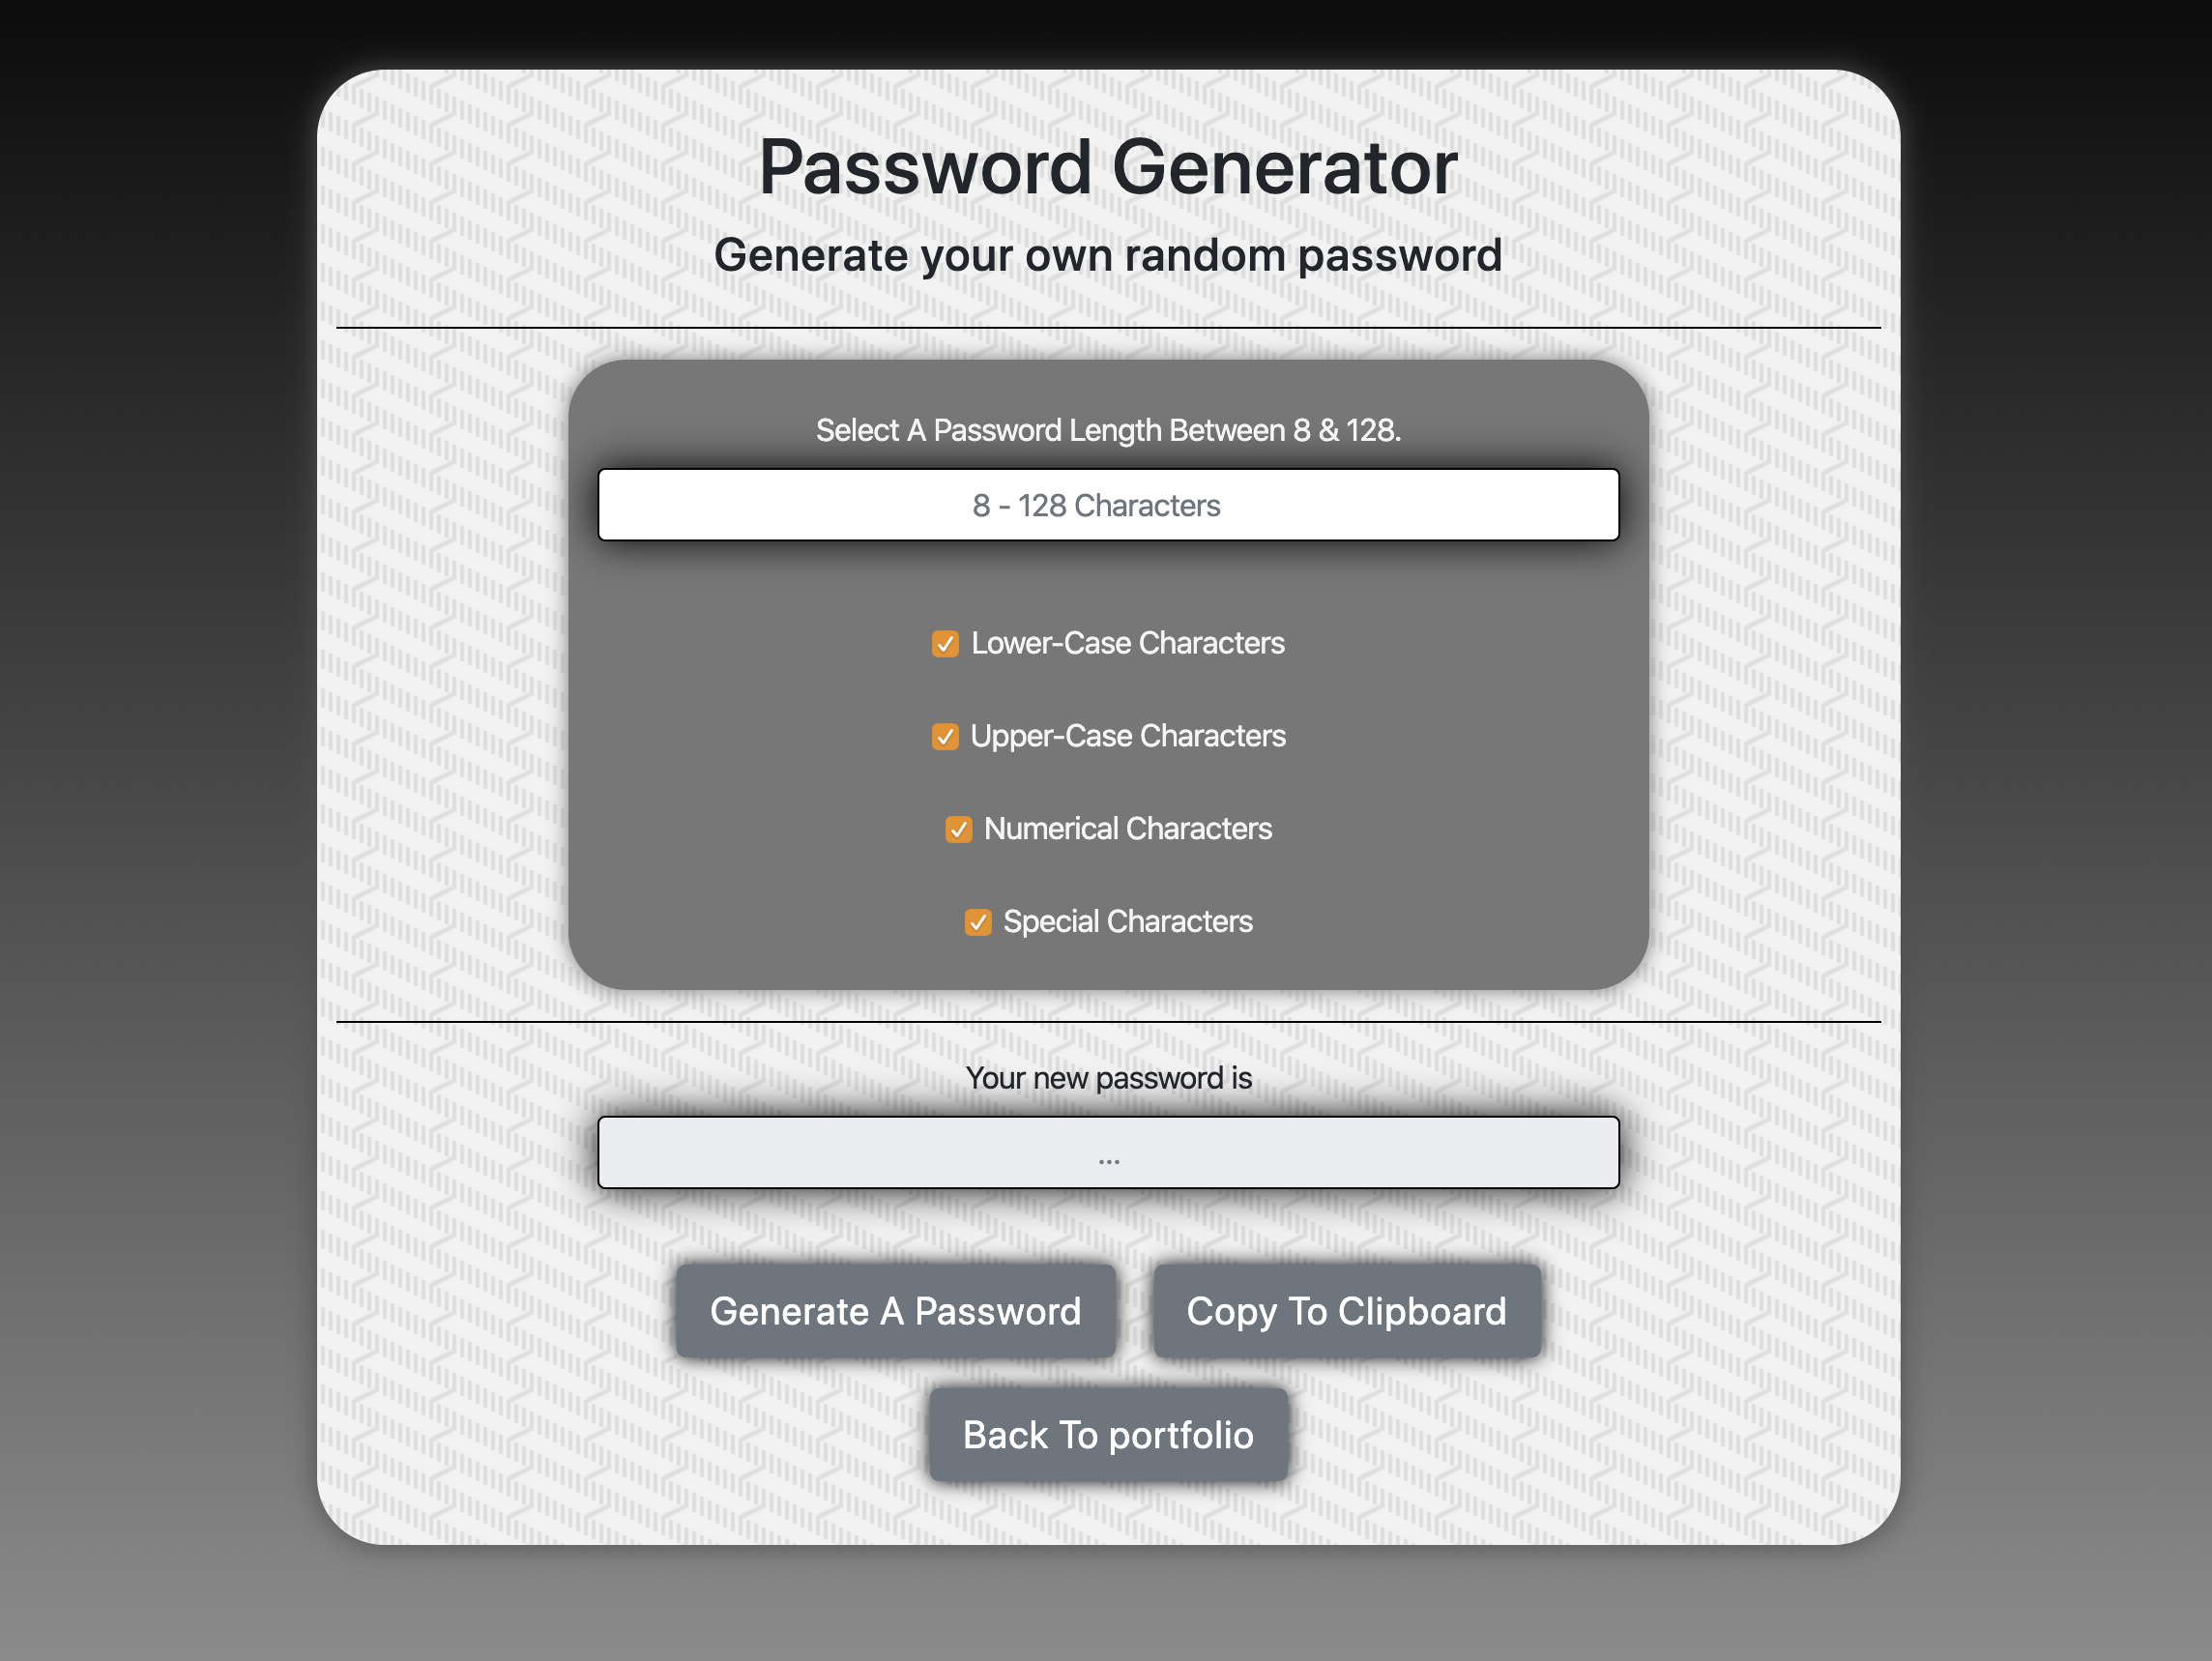 Password Generator
Generate your own random password
Select A Password Length Between 8 & 128.
8 - 128 Characters
Lower-Case Characters
Upper-Case Characters
Numerical Characters
Special Characters
Your new password is
...
Generate A Password
Copy To Clipboard
Back To portfolio